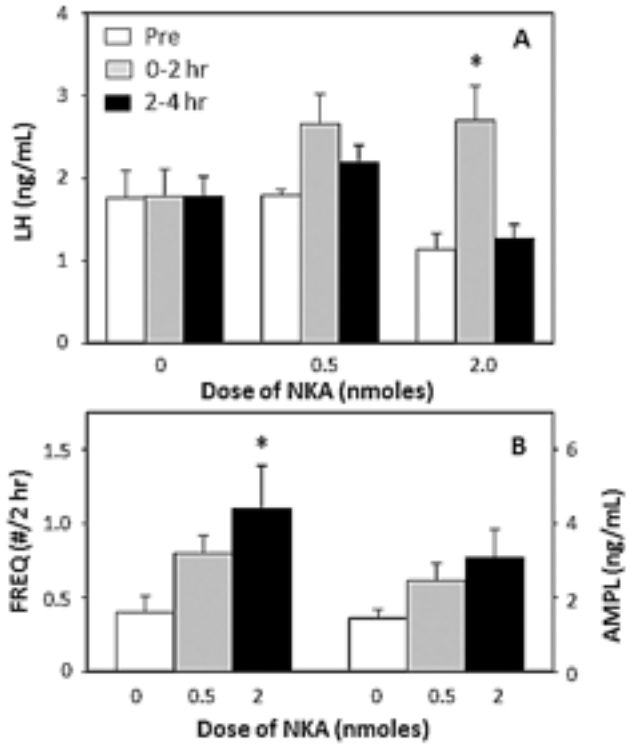 4
A
Pre
*
0-2 hr
3
2-4 hr
LH (ng/mL)
2
1
0
0 0.5 2.0
Dose of NKA (nmoles)
B
1.5 * 6
FREQ (#/2 hr)
1.0 4
AMPL (ng/mL)
0.5 2
0 0
0 0.5 2 0 0.5 2
Dose of NKA (nmoles)